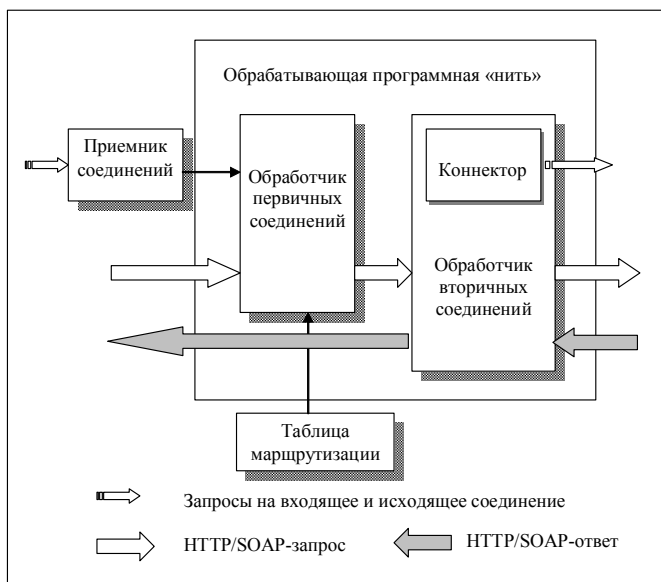 Обрабатывающая программная «нить»
Приемник
соединений
Обработчик
первичных
соединений
Коннектор
Обработчик
вторичных
соединений
Таблица
маршрутизации
Запросы на входящее и исходящее соединение
HTTP/SOAP-запрос
HTTP/SOAP-ответ